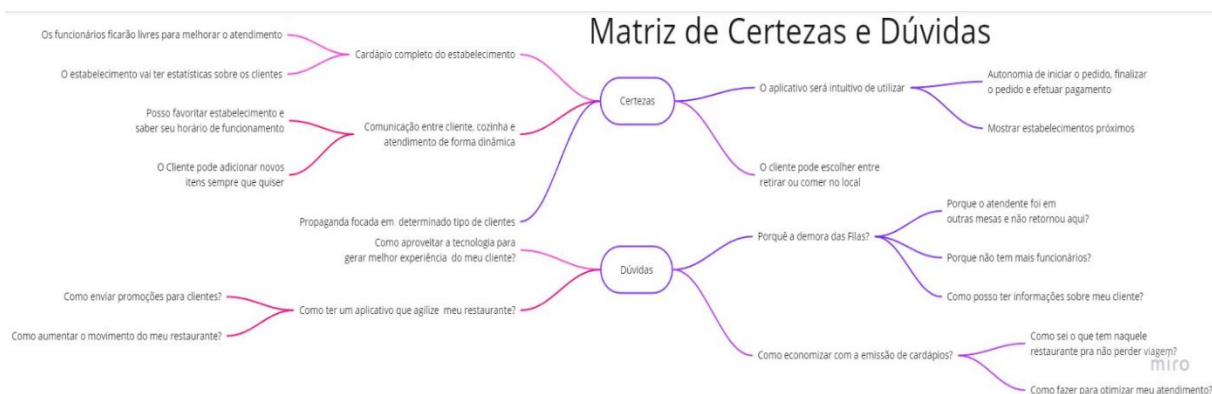 Matriz de Certezas e Dúvidas
Os funcionários ficarão livres para melhorar o atendimento
Cardápio completo do estabelecimento
O estabelecimento vai ter estatísticas sobre os clientes
Posso favoritar estabelecimento e
saber seu horário de funcionamento
Comunicação entre cliente, cozinha e
atendimento de forma dinâmica
O Cliente pode adicionar novos
itens sempre que quiser
Propaganda focada em determinado tipo de clientes
Certezas
O aplicativo será intuitivo de utilizar
Autonomia de iniciar o pedido, finalizar
o pedido e efetuar pagamento
Mostrar estabelecimentos próximos
O cliente pode escolher entre
retirar ou comer no local
Como aproveitar a tecnologia para
gerar melhor experiência do meu cliente?
Como enviar promoções para clientes?
Como ter um aplicativo que agilize meu restaurante?
Como aumentar o movimento do meu restaurante?
Dúvidas
Porquê a demora das Filas?
Porque o atendente foi em
outras mesas e não retornou aqui?
Porque não tem mais funcionários?
Como posso ter informações sobre meu cliente?
Como economizar com a emissão de cardápios?
Como sei o que tem naquele
restaurante pra não perder viagem?
Como fazer para otimizar meu atendimento?
miro